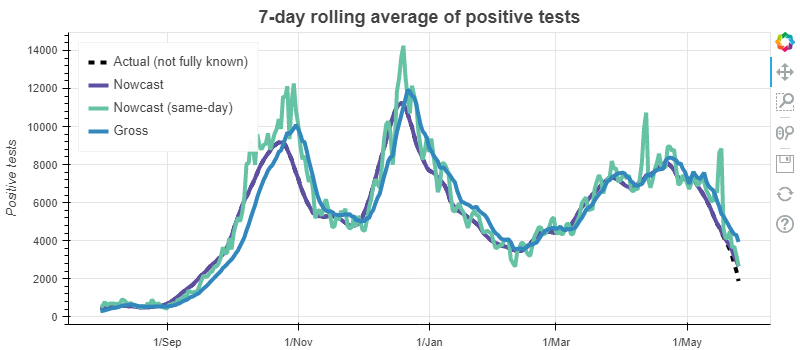 7-day rolling average of positive tests
Actual (not fully known)
Nowcast
Nowcast (same-day)
Gross
Positive tests
14000
12000
10000
8000
6000
4000
2000
0
1/Sep
1/Nov
1/Jan
1/Mar
1/May